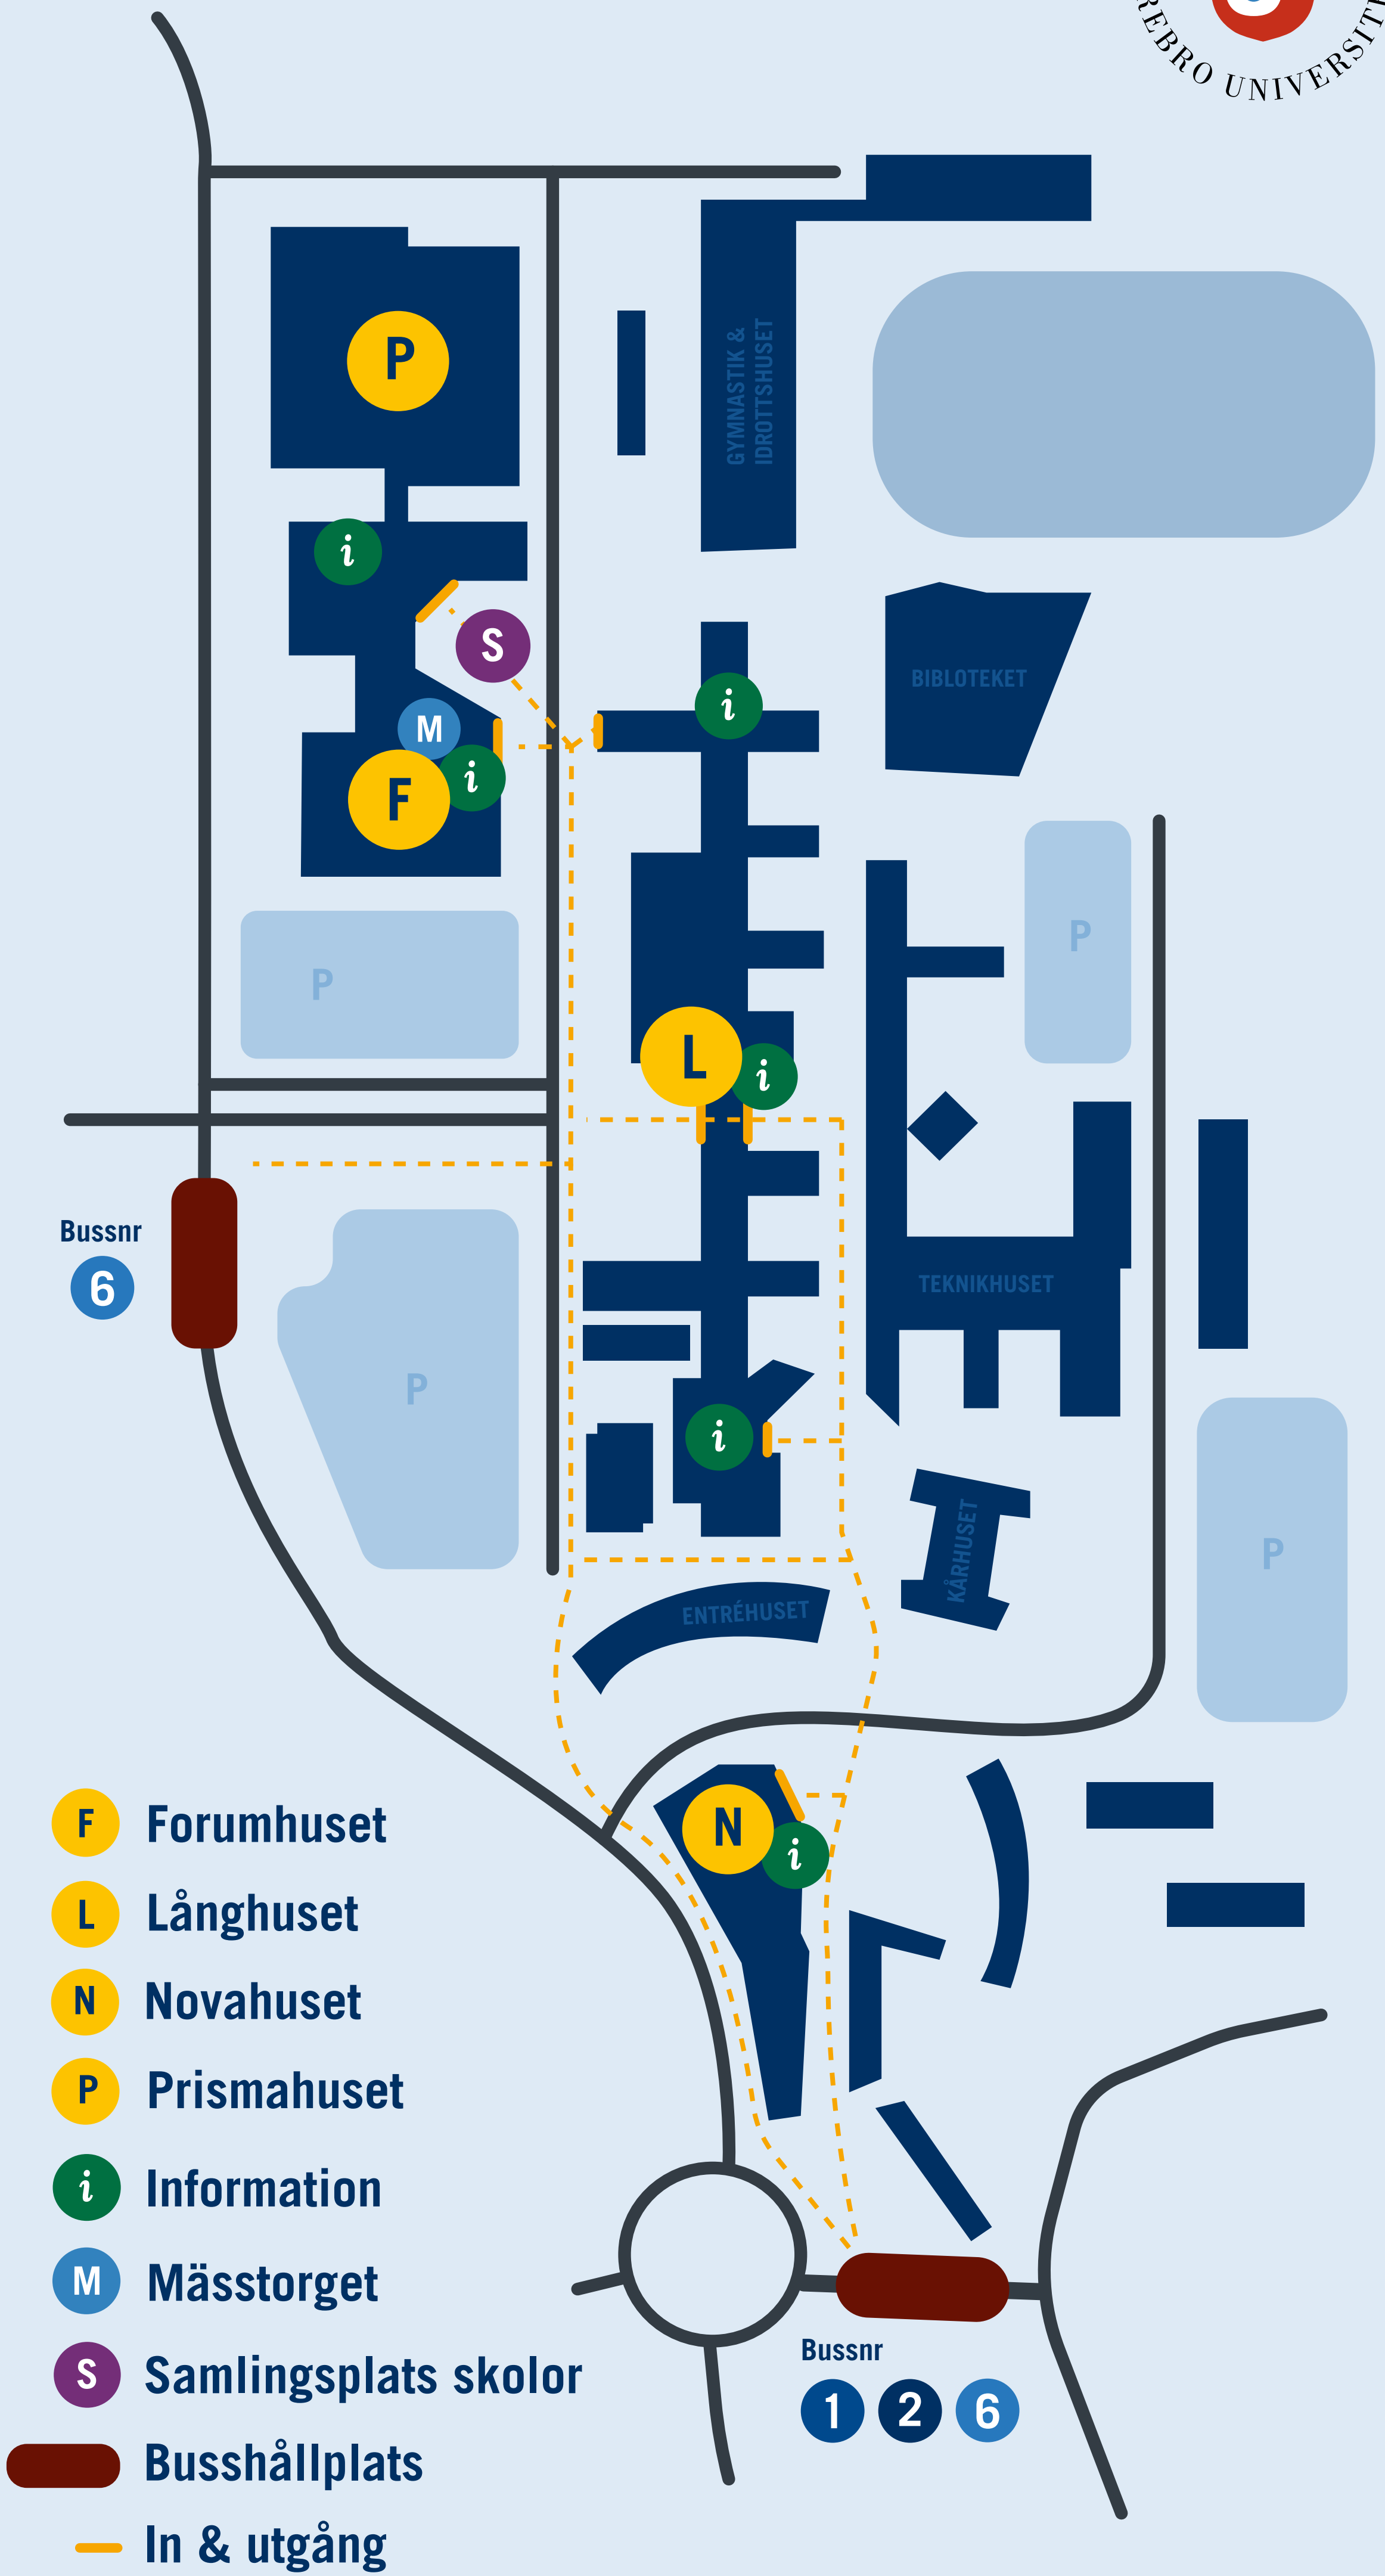 REBRO UNIVERSITE
P
GYMNASTIK &
IDROTTSHUSET
i
S
BIBLOTEKET
i
M
i
F
P
P
L
i
Bussnr
6
TEKNIKHUSET
P
i
KÅRHUSET
P
ENTRÉHUSET
N
i
F Forumhuset
L Långhuset
N Novahuset
P Prismahuset
i Information
M Mässtorget
S Samlingsplats skolor
Busshållplats
In & utgång
Bussnr
1 2 6